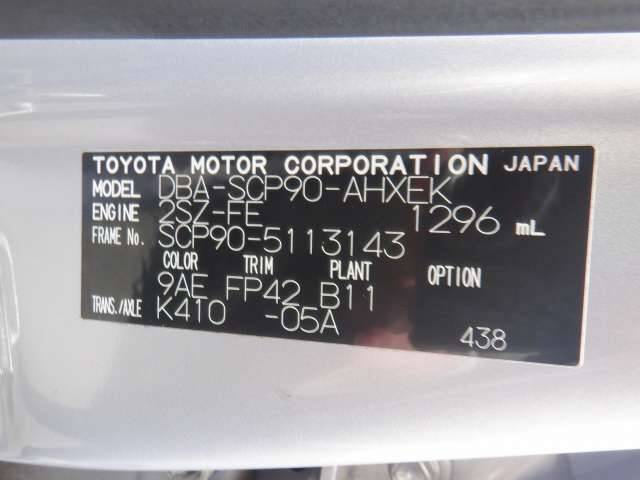 TOYOTA MOTOR CORPORATION JAPAN
MODEL DBA-SCP90-AHXEK
ENGINE 2SZ-FE 1296 mL
FRAME No. SCP90-5113143
COLOR TRIM PLANT OPTION
9AE FP42 B11
TRANS./AXLE K410 -05A
438